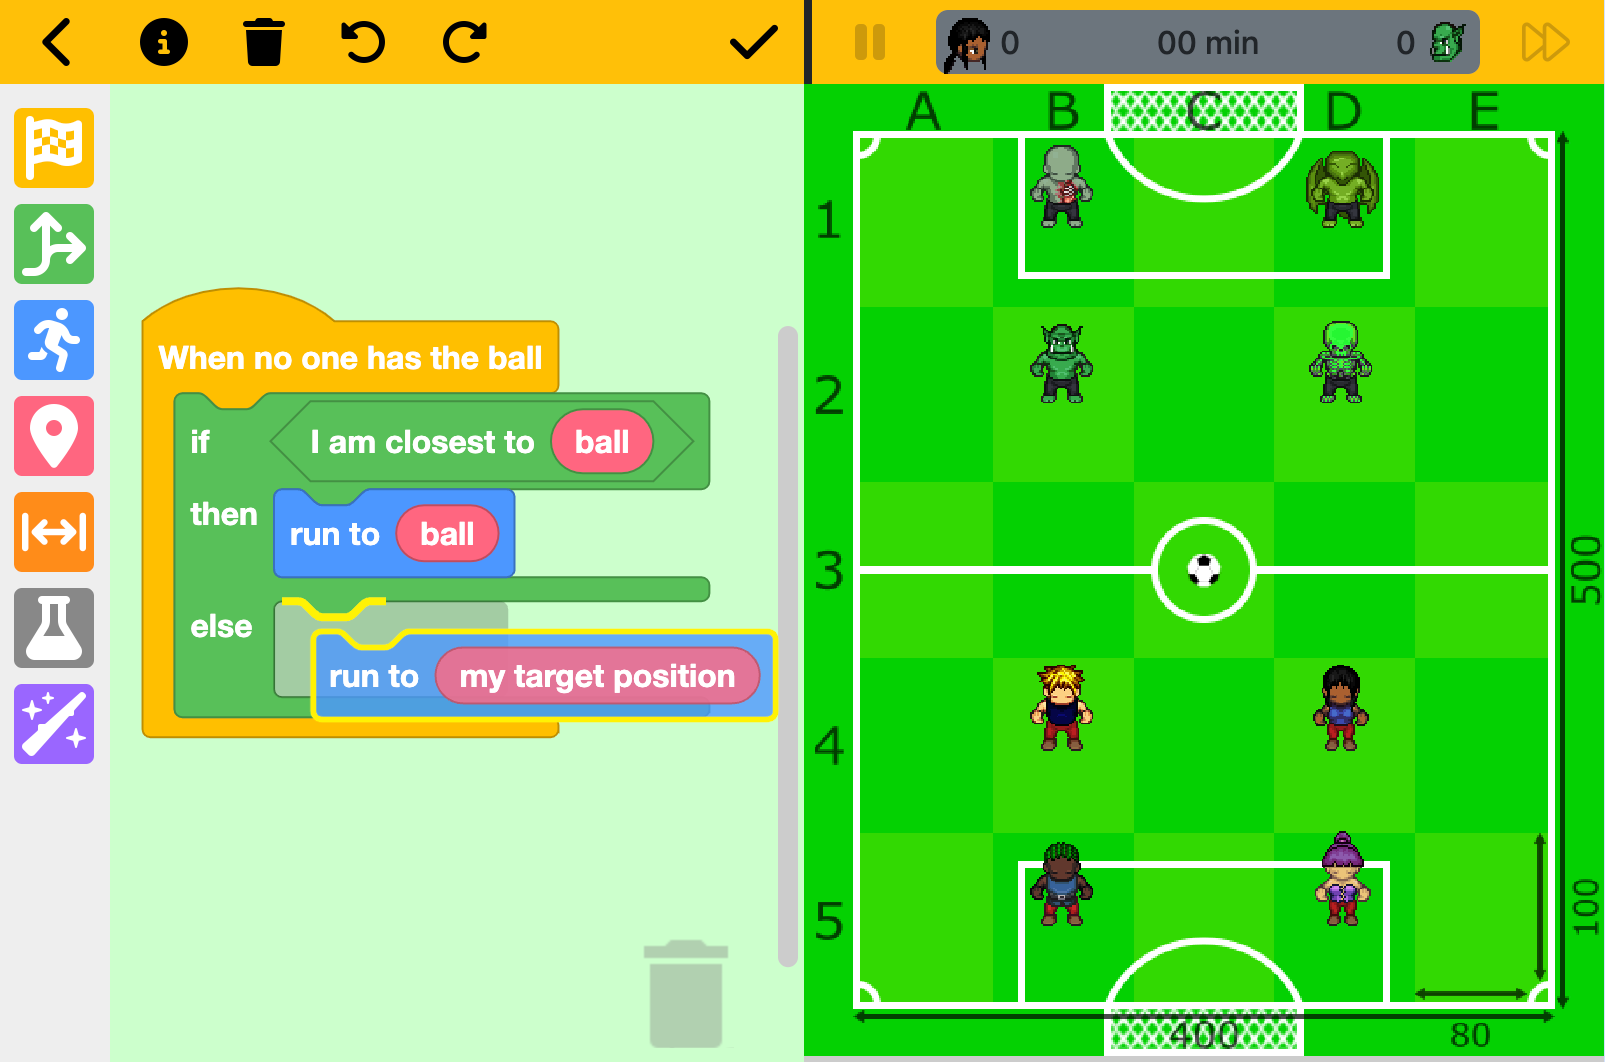 0 00 min 0
When no one has the ball
if I am closest to ball
then run to ball
else
run to my target position
A B C D E
1
2
3
4
5
500
100
400 80